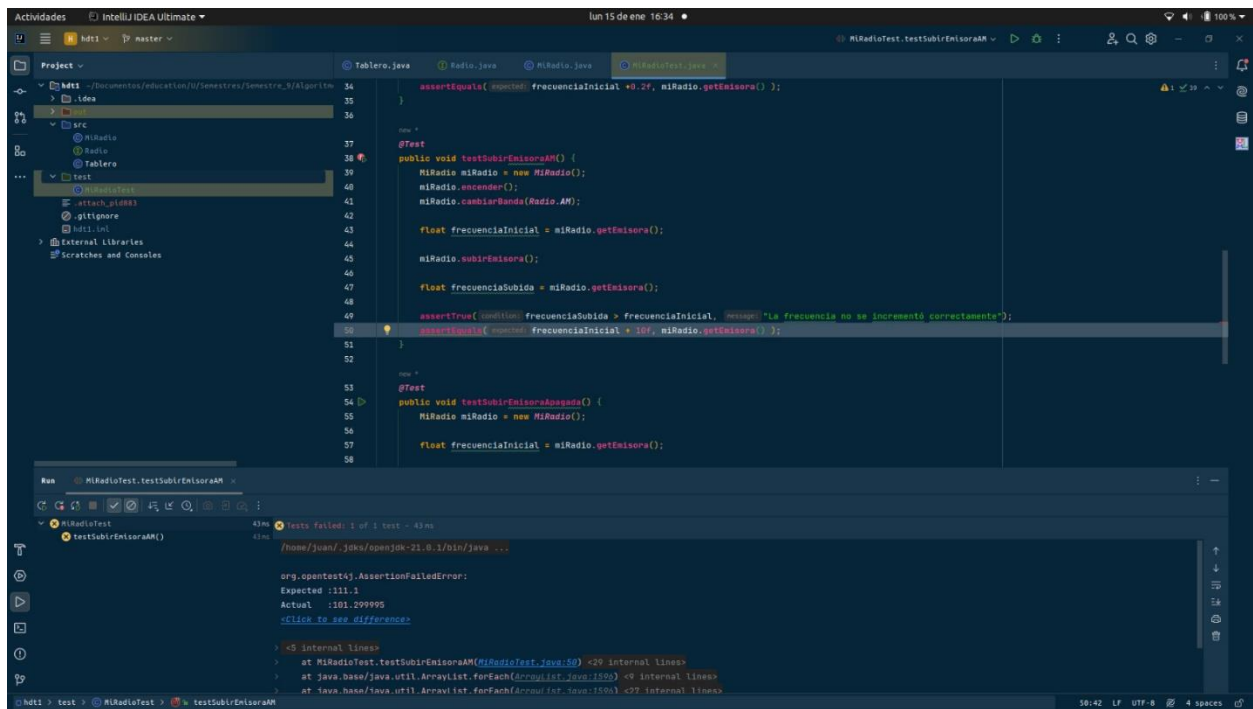 Actividades IntelliJ IDEA Ultimate lun 15 de ene 16:34 100 %
hdt1 master MiRadioTest.testSubirEmisoraAM
Project Tablero.java Radio.java MiRadio.java MiRadioTest.java
hdt1 ~/Documentos/education/U/Semestres/Semestre_9/Algoritm
.idea
out
src
MiRadio
Radio
Tablero
test
MiRadioTest
.attach_pid883
.gitignore
hdt1.iml
External Libraries
Scratches and Consoles
34 assertEquals( expected: frecuenciaInicial +0.2f, miRadio.getEmisora() );
1 39
35 }
36
new *
37 @Test
38 public void testSubirEmisoraAM() {
39 MiRadio miRadio = new MiRadio();
40 miRadio.encender();
41 miRadio.cambiarBanda(Radio.AM);
42
43 float frecuenciaInicial = miRadio.getEmisora();
44
45 miRadio.subirEmisora();
46
47 float frecuenciaSubida = miRadio.getEmisora();
48
49 assertTrue( condition: frecuenciaSubida > frecuenciaInicial, message: "La frecuencia no se incrementó correctamente");
50 assertEquals( expected: frecuenciaInicial + 10f, miRadio.getEmisora() );
51 }
52
new *
53 @Test
54 public void testSubirEmisoraApagada() {
55 MiRadio miRadio = new MiRadio();
56
57 float frecuenciaInicial = miRadio.getEmisora();
58
Run MiRadioTest.testSubirEmisoraAM
MiRadioTest 43 ms
testSubirEmisoraAM() 43 ms
Tests failed: 1 of 1 test – 43 ms
/home/juan/.jdks/openjdk-21.0.1/bin/java ...
org.opentest4j.AssertionFailedError:
Expected :111.1
Actual :101.299995
<Click to see difference>
<5 internal lines>
at MiRadioTest.testSubirEmisoraAM(MiRadioTest.java:50) <29 internal lines>
at java.base/java.util.ArrayList.forEach(ArrayList.java:1596) <9 internal lines>
at java.base/java.util.ArrayList.forEach(ArrayList.java:1596) <27 internal lines>
hdt1 > test > MiRadioTest > testSubirEmisoraAM 50:42 LF UTF-8 4 spaces